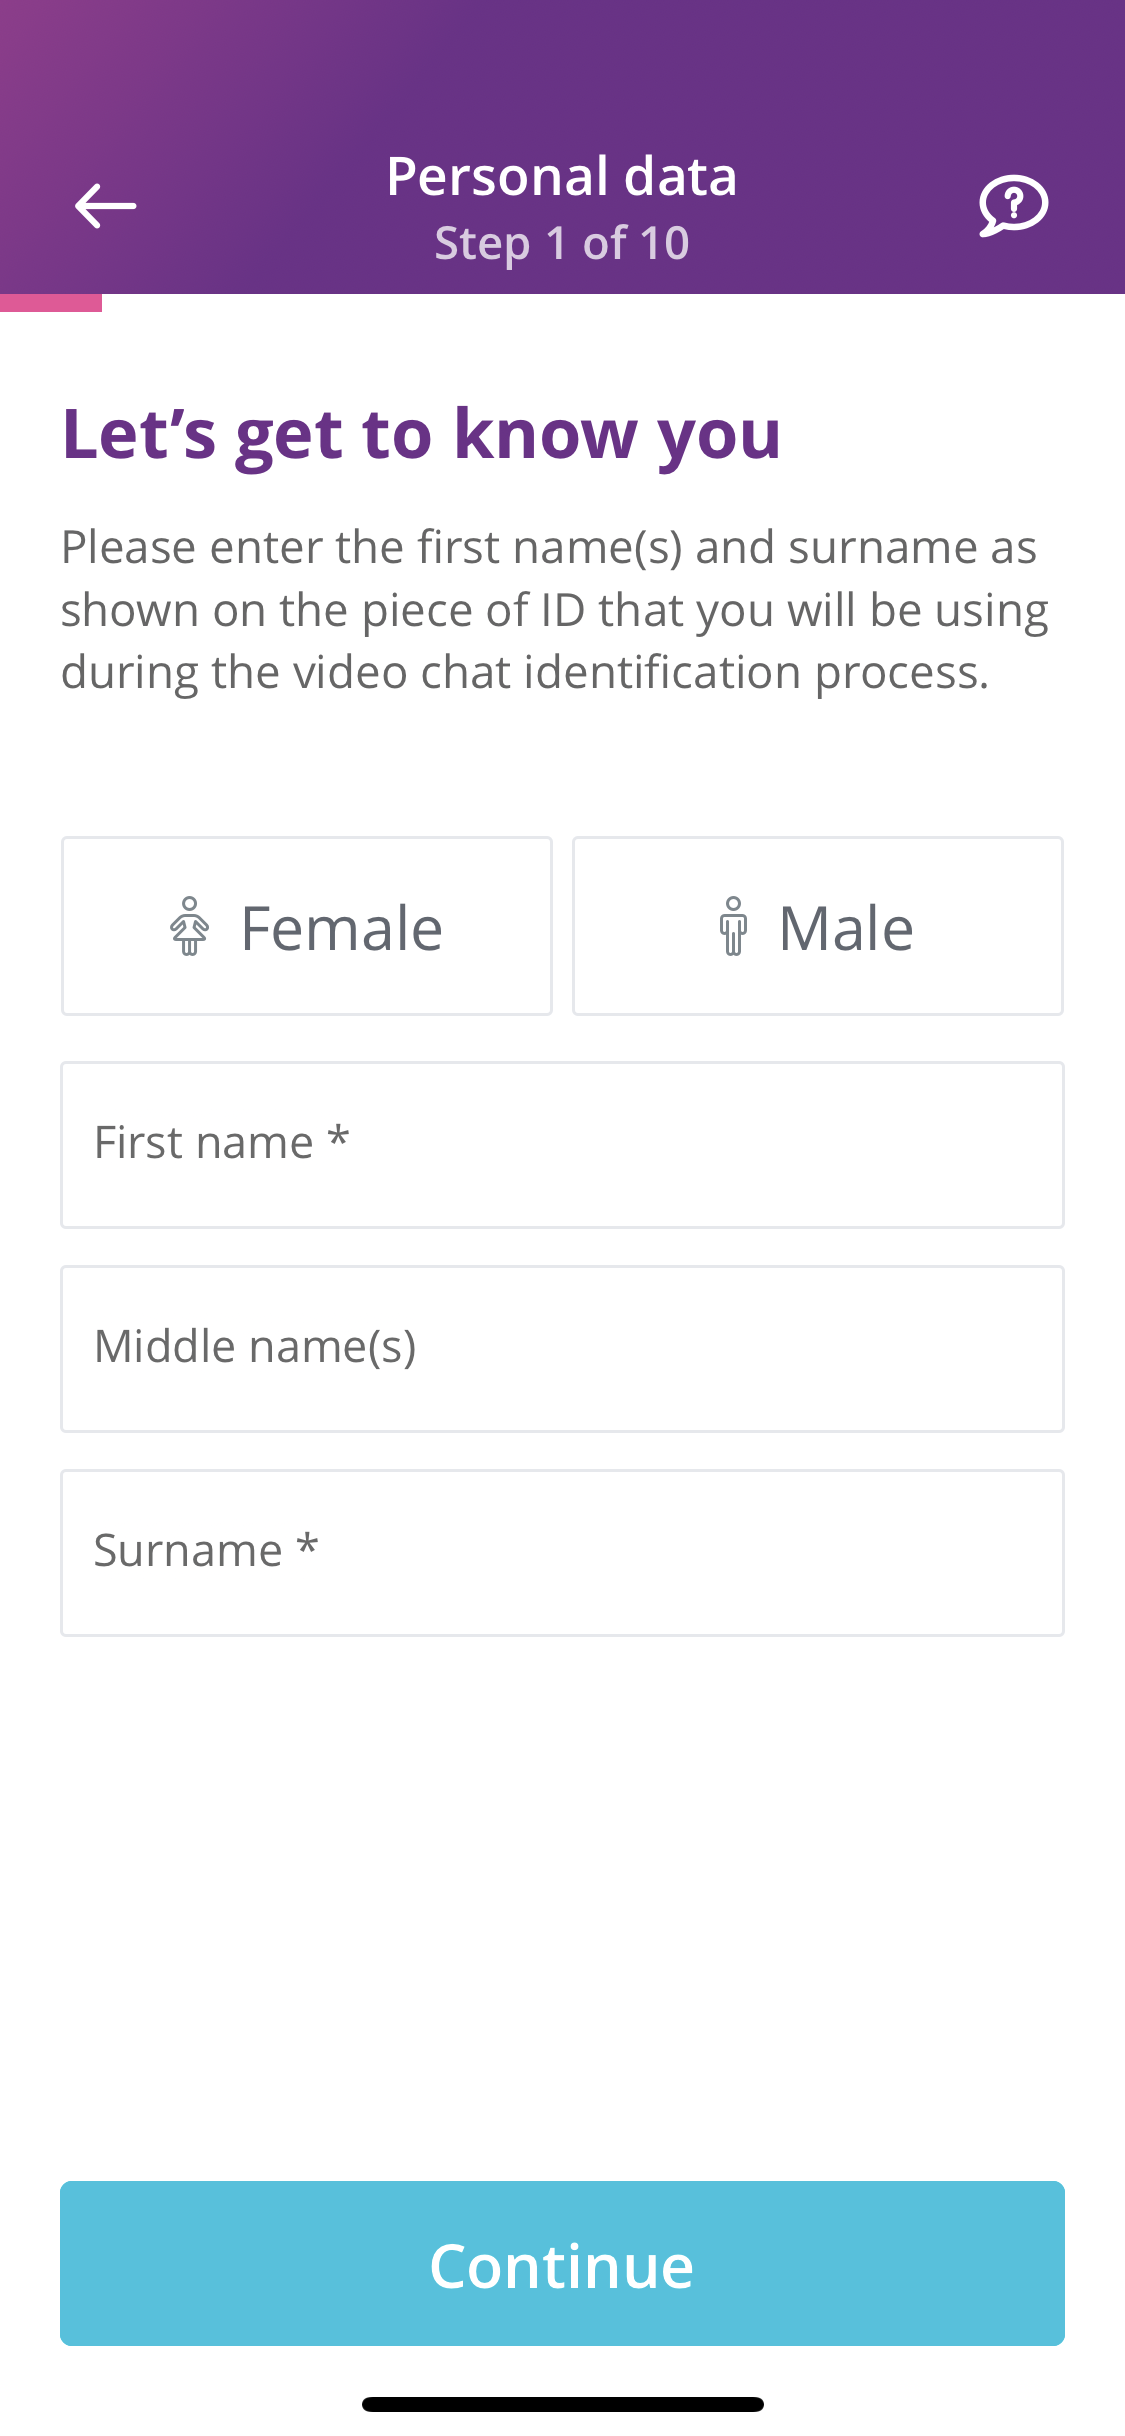 Personal data
Step 1 of 10
Let’s get to know you
Please enter the first name(s) and surname as
shown on the piece of ID that you will be using
during the video chat identification process.
Female
Male
First name *
Middle name(s)
Surname *
Continue